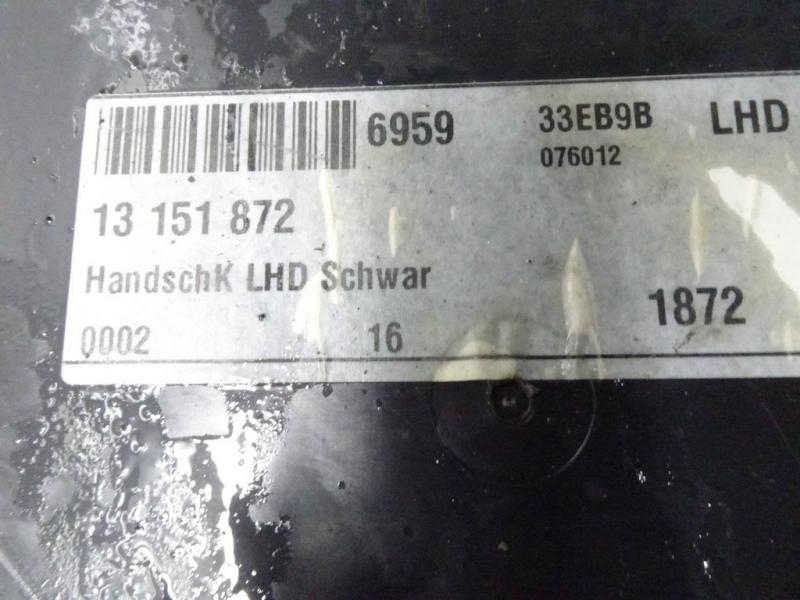 6959 33EB9B LHD
076012
13 151 872
HandschK LHD Schwar
1872
0002 16